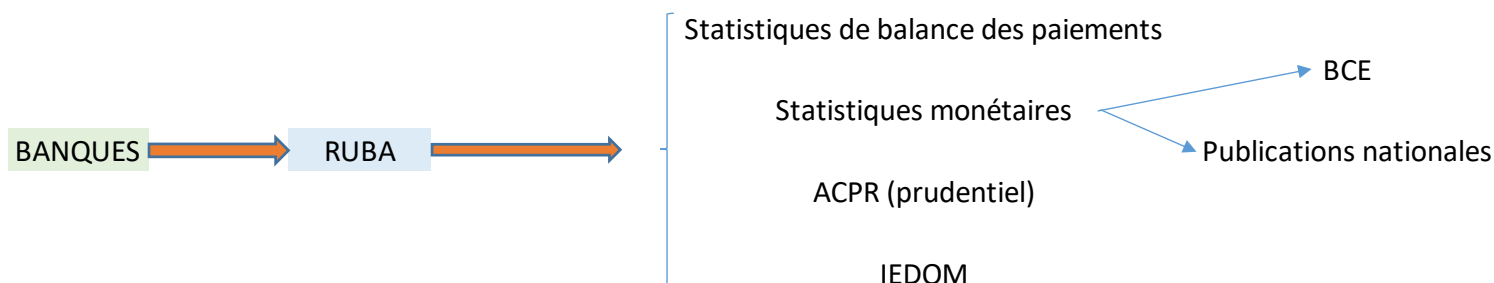 Statistiques de balance des paiements
BCE
Statistiques monétaires
BANQUES
RUBA
Publications nationales
ACPR (prudentiel)
IEDOM